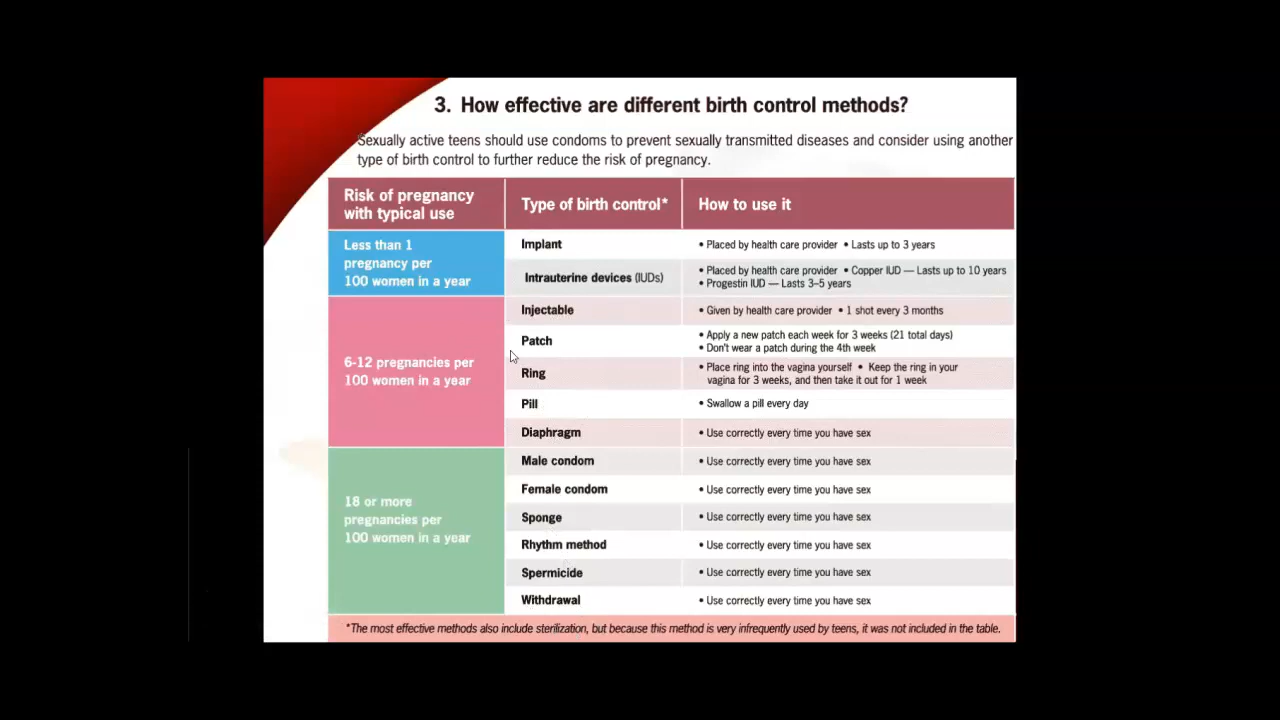 3. How effective are different birth control methods?
Sexually active teens should use condoms to prevent sexually transmitted diseases and consider using another
type of birth control to further reduce the risk of pregnancy.
Risk of pregnancy
with typical use
Type of birth control*
How to use it
Less than 1
pregnancy per
100 women in a year
Implant
• Placed by health care provider • Lasts up to 3 years
Intrauterine devices (IUDs)
• Placed by health care provider • Copper IUD — Lasts up to 10 years
• Progestin IUD — Lasts 3–5 years
6-12 pregnancies per
100 women in a year
Injectable
• Given by health care provider • 1 shot every 3 months
Patch
• Apply a new patch each week for 3 weeks (21 total days)
• Don't wear a patch during the 4th week
Ring
• Place ring into the vagina yourself • Keep the ring in your
vagina for 3 weeks, and then take it out for 1 week
Pill
• Swallow a pill every day
Diaphragm
• Use correctly every time you have sex
18 or more
pregnancies per
100 women in a year
Male condom
• Use correctly every time you have sex
Female condom
• Use correctly every time you have sex
Sponge
• Use correctly every time you have sex
Rhythm method
• Use correctly every time you have sex
Spermicide
• Use correctly every time you have sex
Withdrawal
• Use correctly every time you have sex
*The most effective methods also include sterilization, but because this method is very infrequently used by teens, it was not included in the table.